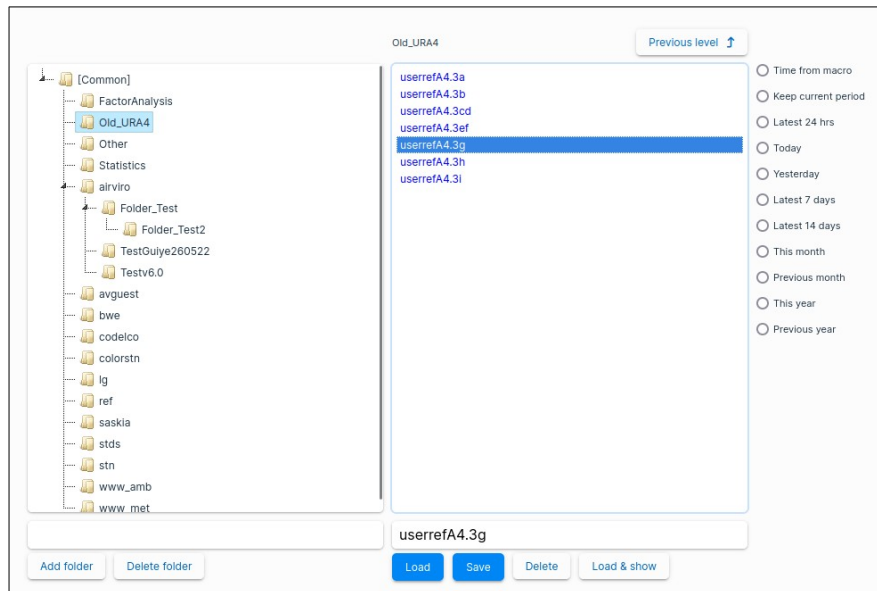 Old_URA4
Previous level
[Common]
FactorAnalysis
Old_URA4
Other
Statistics
airviro
Folder_Test
Folder_Test2
TestGuiye260522
Testv6.0
avguest
bwe
codelco
colorstn
lg
ref
saskia
stds
stn
www_amb
www_met
userrefA4.3a
userrefA4.3b
userrefA4.3cd
userrefA4.3ef
userrefA4.3g
userrefA4.3h
userrefA4.3i
Time from macro
Keep current period
Latest 24 hrs
Today
Yesterday
Latest 7 days
Latest 14 days
This month
Previous month
This year
Previous year
userrefA4.3g
Add folder
Delete folder
Load
Save
Delete
Load & show